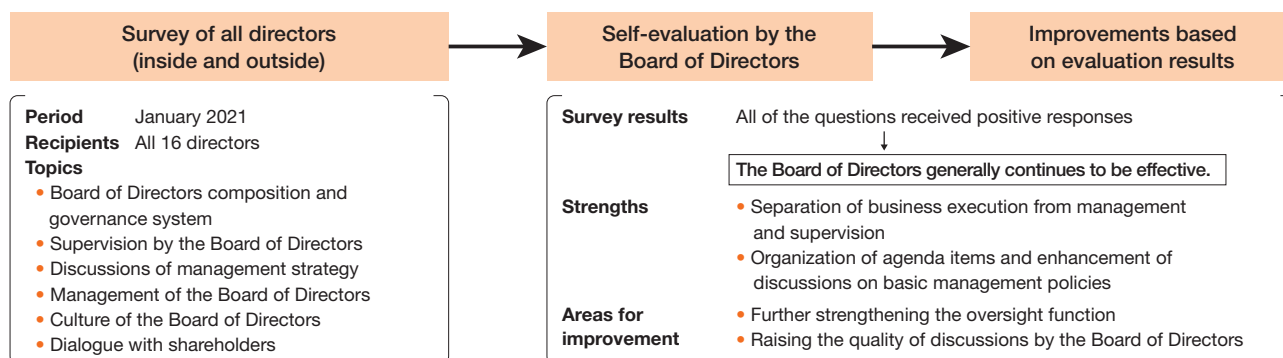 Survey of all directors
(inside and outside)
Self-evaluation by the
Board of Directors
Improvements based
on evaluation results
Period January 2021
Recipients All 16 directors
Topics
• Board of Directors composition and
governance system
• Supervision by the Board of Directors
• Discussions of management strategy
• Management of the Board of Directors
• Culture of the Board of Directors
• Dialogue with shareholders
Survey results All of the questions received positive responses
The Board of Directors generally continues to be effective.
Strengths • Separation of business execution from management
and supervision
• Organization of agenda items and enhancement of
discussions on basic management policies
Areas for • Further strengthening the oversight function
improvement • Raising the quality of discussions by the Board of Directors